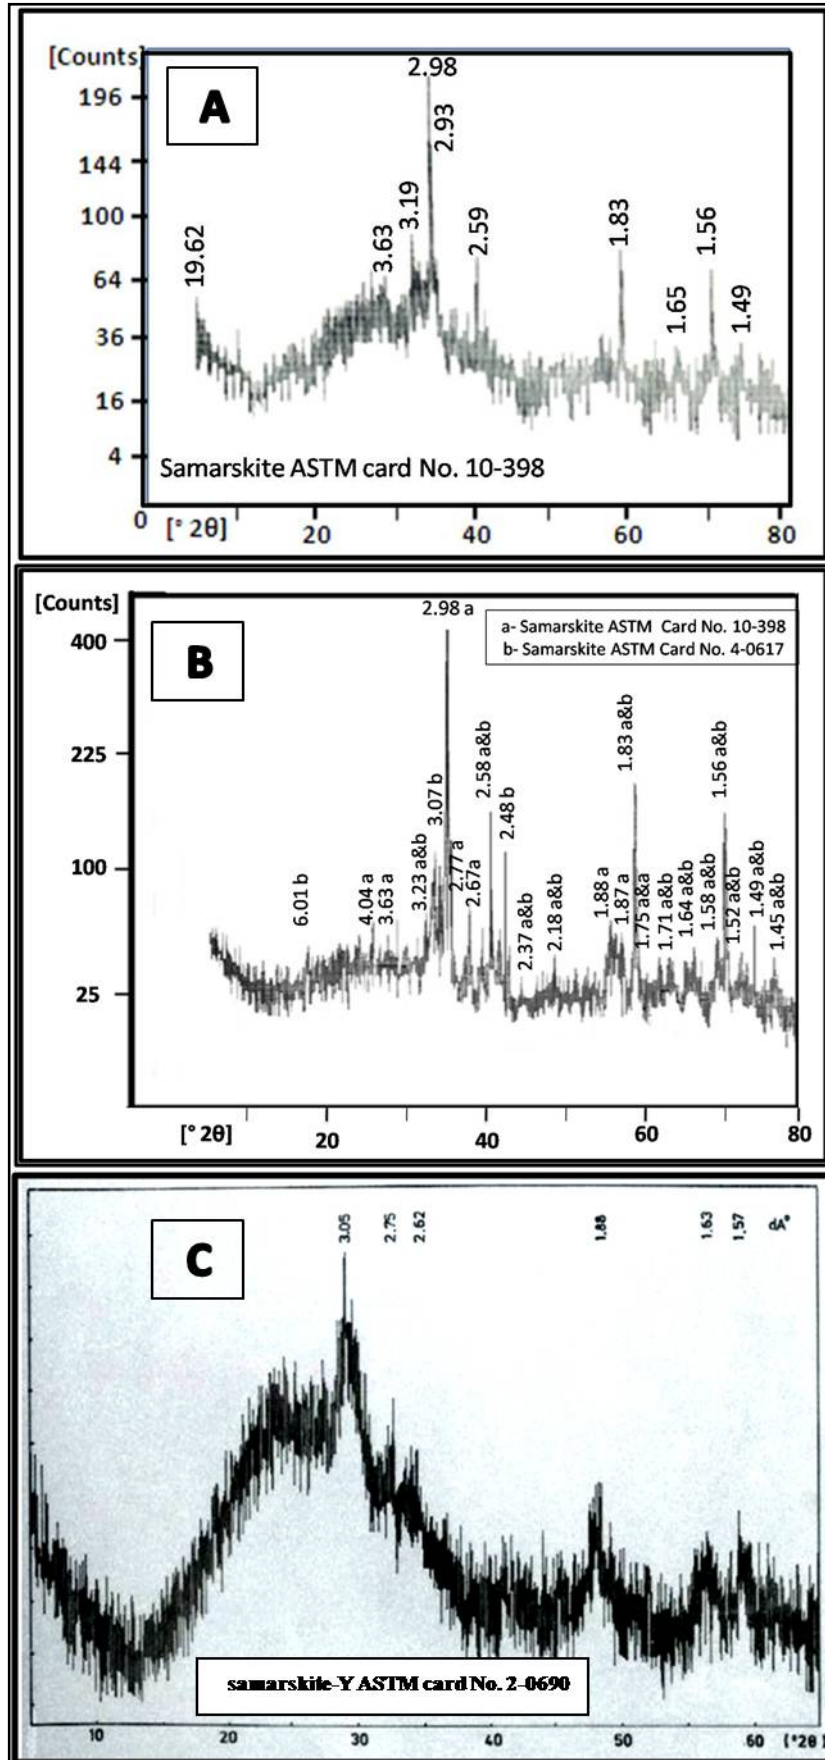 [Counts]
A
196
144
100
64
36
16
4
0
19.62
3.63
3.19
2.98
2.93
2.59
1.83
1.65
1.56
1.49
Samarskite ASTM card No. 10-398
[° 2θ]
20
40
60
80
[Counts]
B
400
225
100
25
a- Samarskite ASTM Card No. 10-398
b- Samarskite ASTM Card No. 4-0617
6.01 b
4.04 a
3.63 a
3.23 a&b
3.07 b
2.98 a
2.77 a
2.67a
2.58 a&b
2.48 b
2.37 a&b
2.18 a&b
1.88 a
1.87 a
1.83 a&b
1.75 a&a
1.71 a&b
1.64 a&b
1.58 a&b
1.56 a&b
1.52 a&b
1.49 a&b
1.45 a&b
[° 2θ]
20
40
60
80
C
3.05
2.75
2.62
1.88
1.63
1.57
dA°
samarskite-Y ASTM card No. 2-0690
10
20
30
40
50
60
[°2θ]